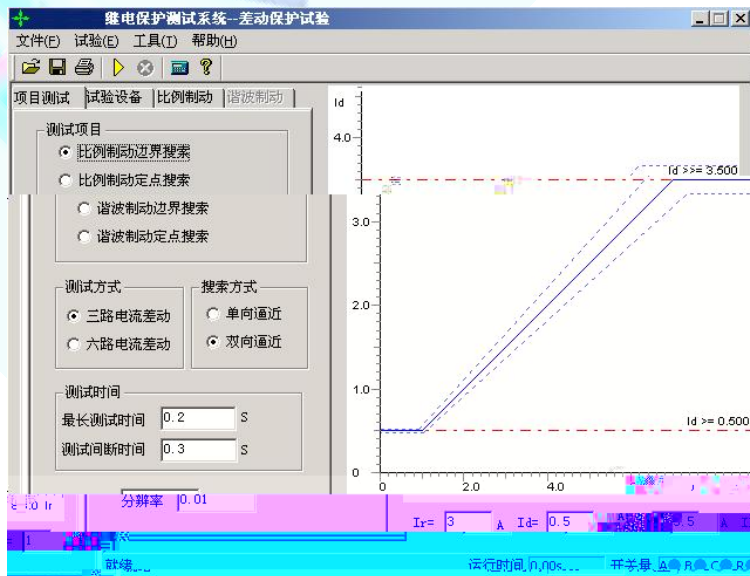 继电保护测试系统--差动保护试验
文件(F) 试验(E) 工具(T) 帮助(H)
项目测试 试验设备 比例制动 谐波制动
测试项目
比例制动边界搜索
比例制动定点搜索
谐波制动边界搜索
谐波制动定点搜索
测试方式
三路电流差动
六路电流差动
搜索方式
单向逼近
双向逼近
测试时间
最长测试时间 0.2 S
测试间断时间 0.3 S
分辨率 0.01
Id
4.0
Id >>= 3.500
3.0
2.0
1.0
Id >= 0.500
0
0 2.0 4.0
Ir= 3 A Id= 0.5
就绪
运行时间 0.00s
开关量 A B C R